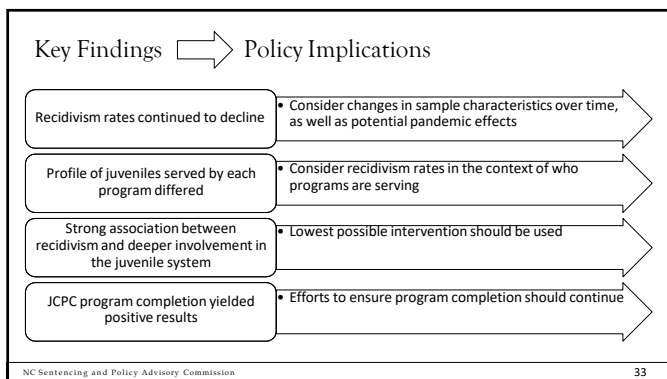 Key Findings Policy Implications
Recidivism rates continued to decline
• Consider changes in sample characteristics over time,
as well as potential pandemic effects
Profile of juveniles served by each
program differed
• Consider recidivism rates in the context of who
programs are serving
Strong association between
recidivism and deeper involvement in
the juvenile system
• Lowest possible intervention should be used
JCPC program completion yielded
positive results
• Efforts to ensure program completion should continue
NC Sentencing and Policy Advisory Commission 33